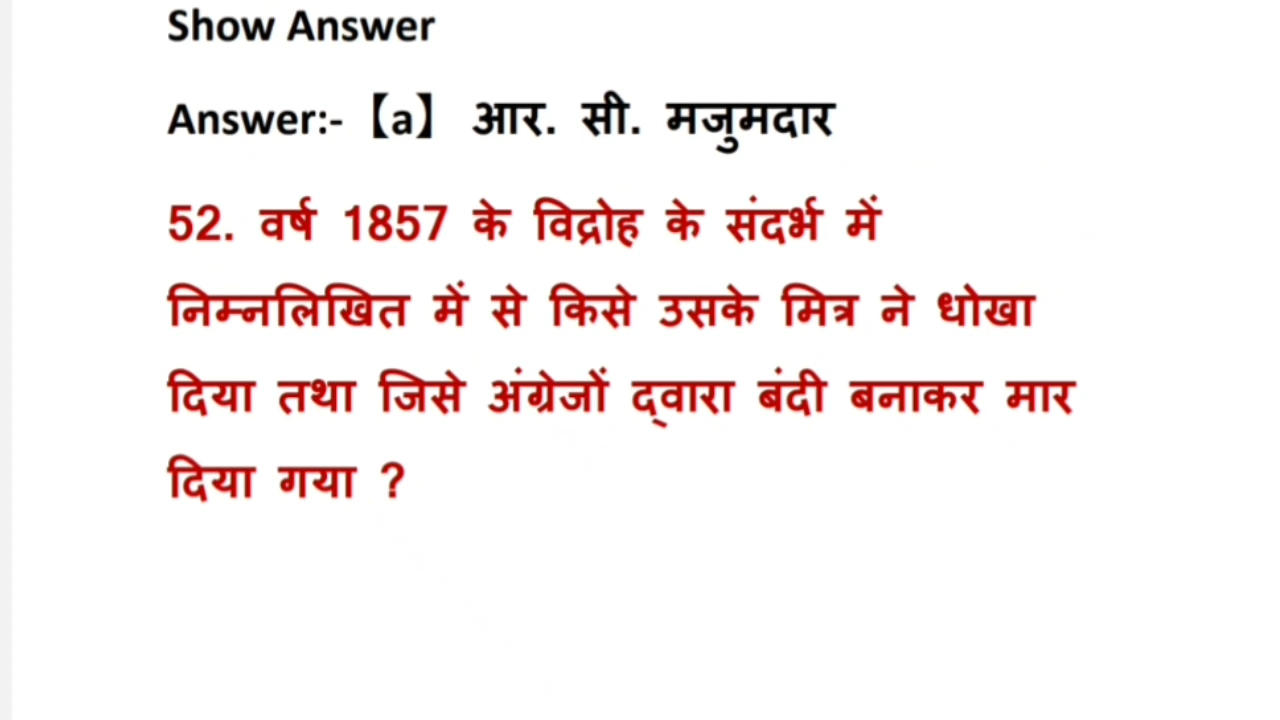 Show Answer
Answer:-【a】 आर. सी. मजुमदार
52. वर्ष 1857 के विद्रोह के संदर्भ में
निम्नलिखित में से किसे उसके मित्र ने धोखा
दिया तथा जिसे अंग्रेजों द्वारा बंदी बनाकर मार
दिया गया ?